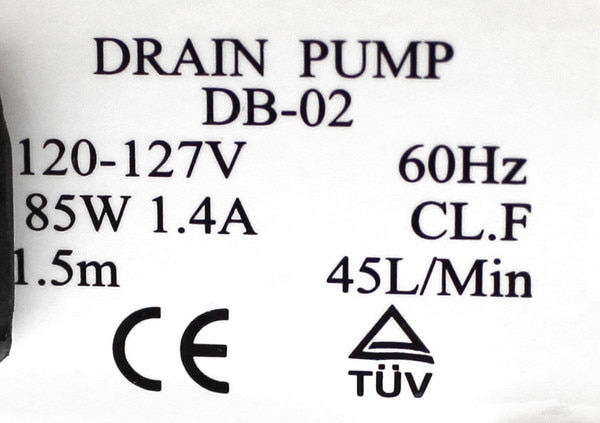 DRAIN PUMP
DB-02
120-127V 60Hz
85W 1.4A CL.F
1.5m 45L/Min
CE TÜV